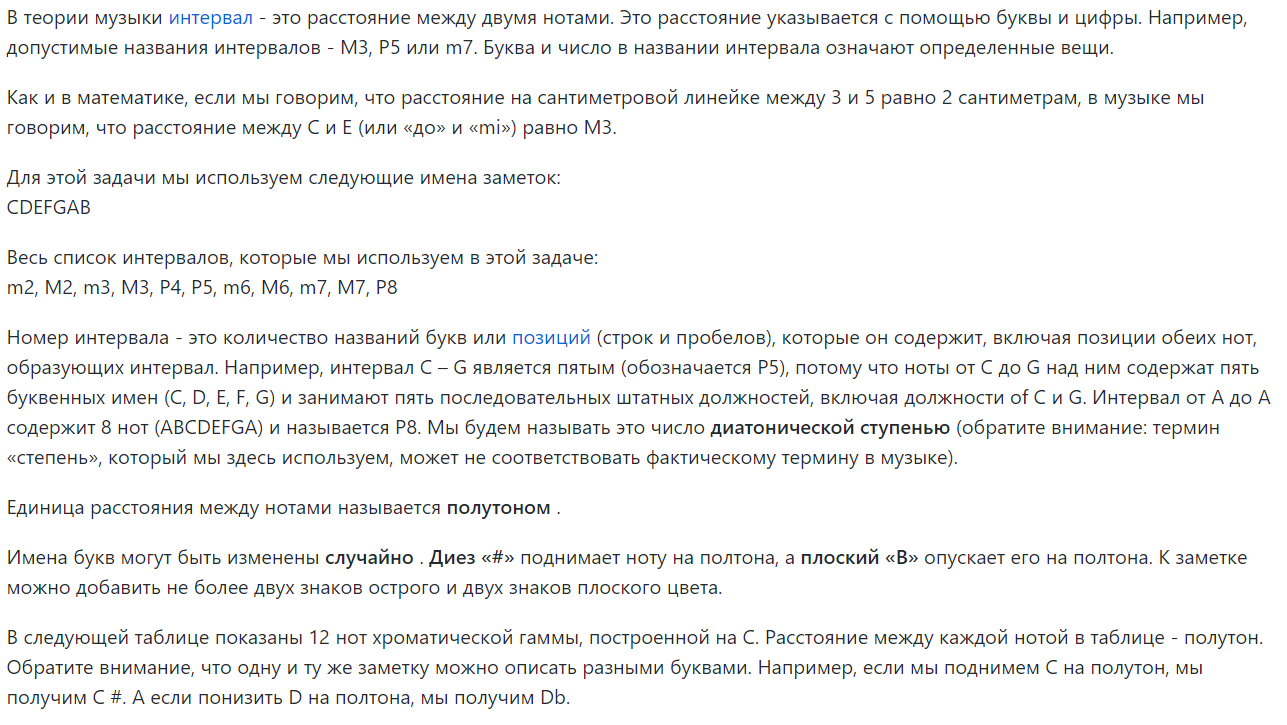 В теории музыки интервал - это расстояние между двумя нотами. Это расстояние указывается с помощью буквы и цифры. Например,
допустимые названия интервалов - M3, P5 или m7. Буква и число в названии интервала означают определенные вещи.
Как и в математике, если мы говорим, что расстояние на сантиметровой линейке между 3 и 5 равно 2 сантиметрам, в музыке мы
говорим, что расстояние между C и E (или «до» и «mi») равно M3.
Для этой задачи мы используем следующие имена заметок:
CDEFGAB
Весь список интервалов, которые мы используем в этой задаче:
m2, M2, m3, M3, P4, P5, m6, M6, m7, M7, P8
Номер интервала - это количество названий букв или позиций (строк и пробелов), которые он содержит, включая позиции обеих нот,
образующих интервал. Например, интервал C – G является пятым (обозначается P5), потому что ноты от C до G над ним содержат пять
буквенных имен (C, D, E, F, G) и занимают пять последовательных штатных должностей, включая должности of C и G. Интервал от A до A
содержит 8 нот (ABCDEFGA) и называется P8. Мы будем называть это число диатонической ступенью (обратите внимание: термин
«степень», который мы здесь используем, может не соответствовать фактическому термину в музыке).
Единица расстояния между нотами называется полутоном .
Имена букв могут быть изменены случайно . Диез «#» поднимает ноту на полтона, а плоский «В» опускает его на полтона. К заметке
можно добавить не более двух знаков острого и двух знаков плоского цвета.
В следующей таблице показаны 12 нот хроматической гаммы, построенной на C. Расстояние между каждой нотой в таблице - полутон.
Обратите внимание, что одну и ту же заметку можно описать разными буквами. Например, если мы поднимем C на полутон, мы
получим C #. А если понизить D на полтона, мы получим Db.